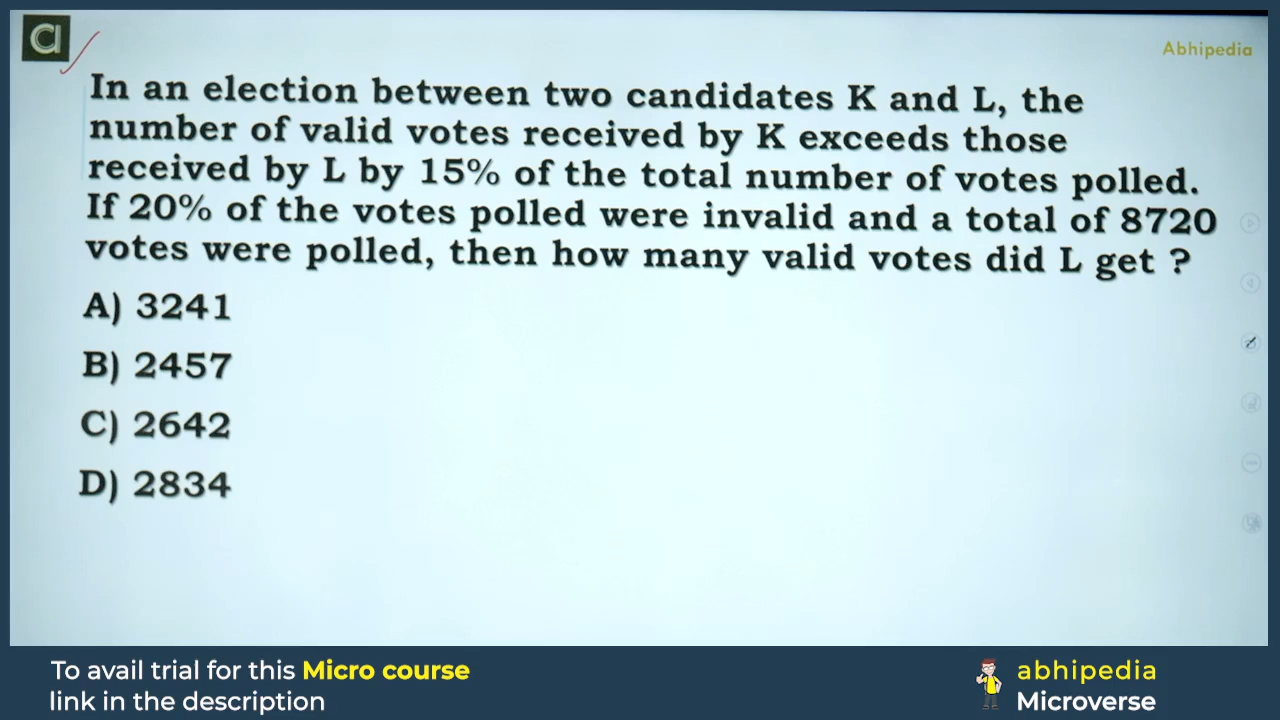 a
Abhipedia
In an election between two candidates K and L, the
number of valid votes received by K exceeds those
received by L by 15% of the total number of votes polled.
If 20% of the votes polled were invalid and a total of 8720
votes were polled, then how many valid votes did L get ?
A) 3241
B) 2457
C) 2642
D) 2834
To avail trial for this Micro course
link in the description
abhipedia
Microverse